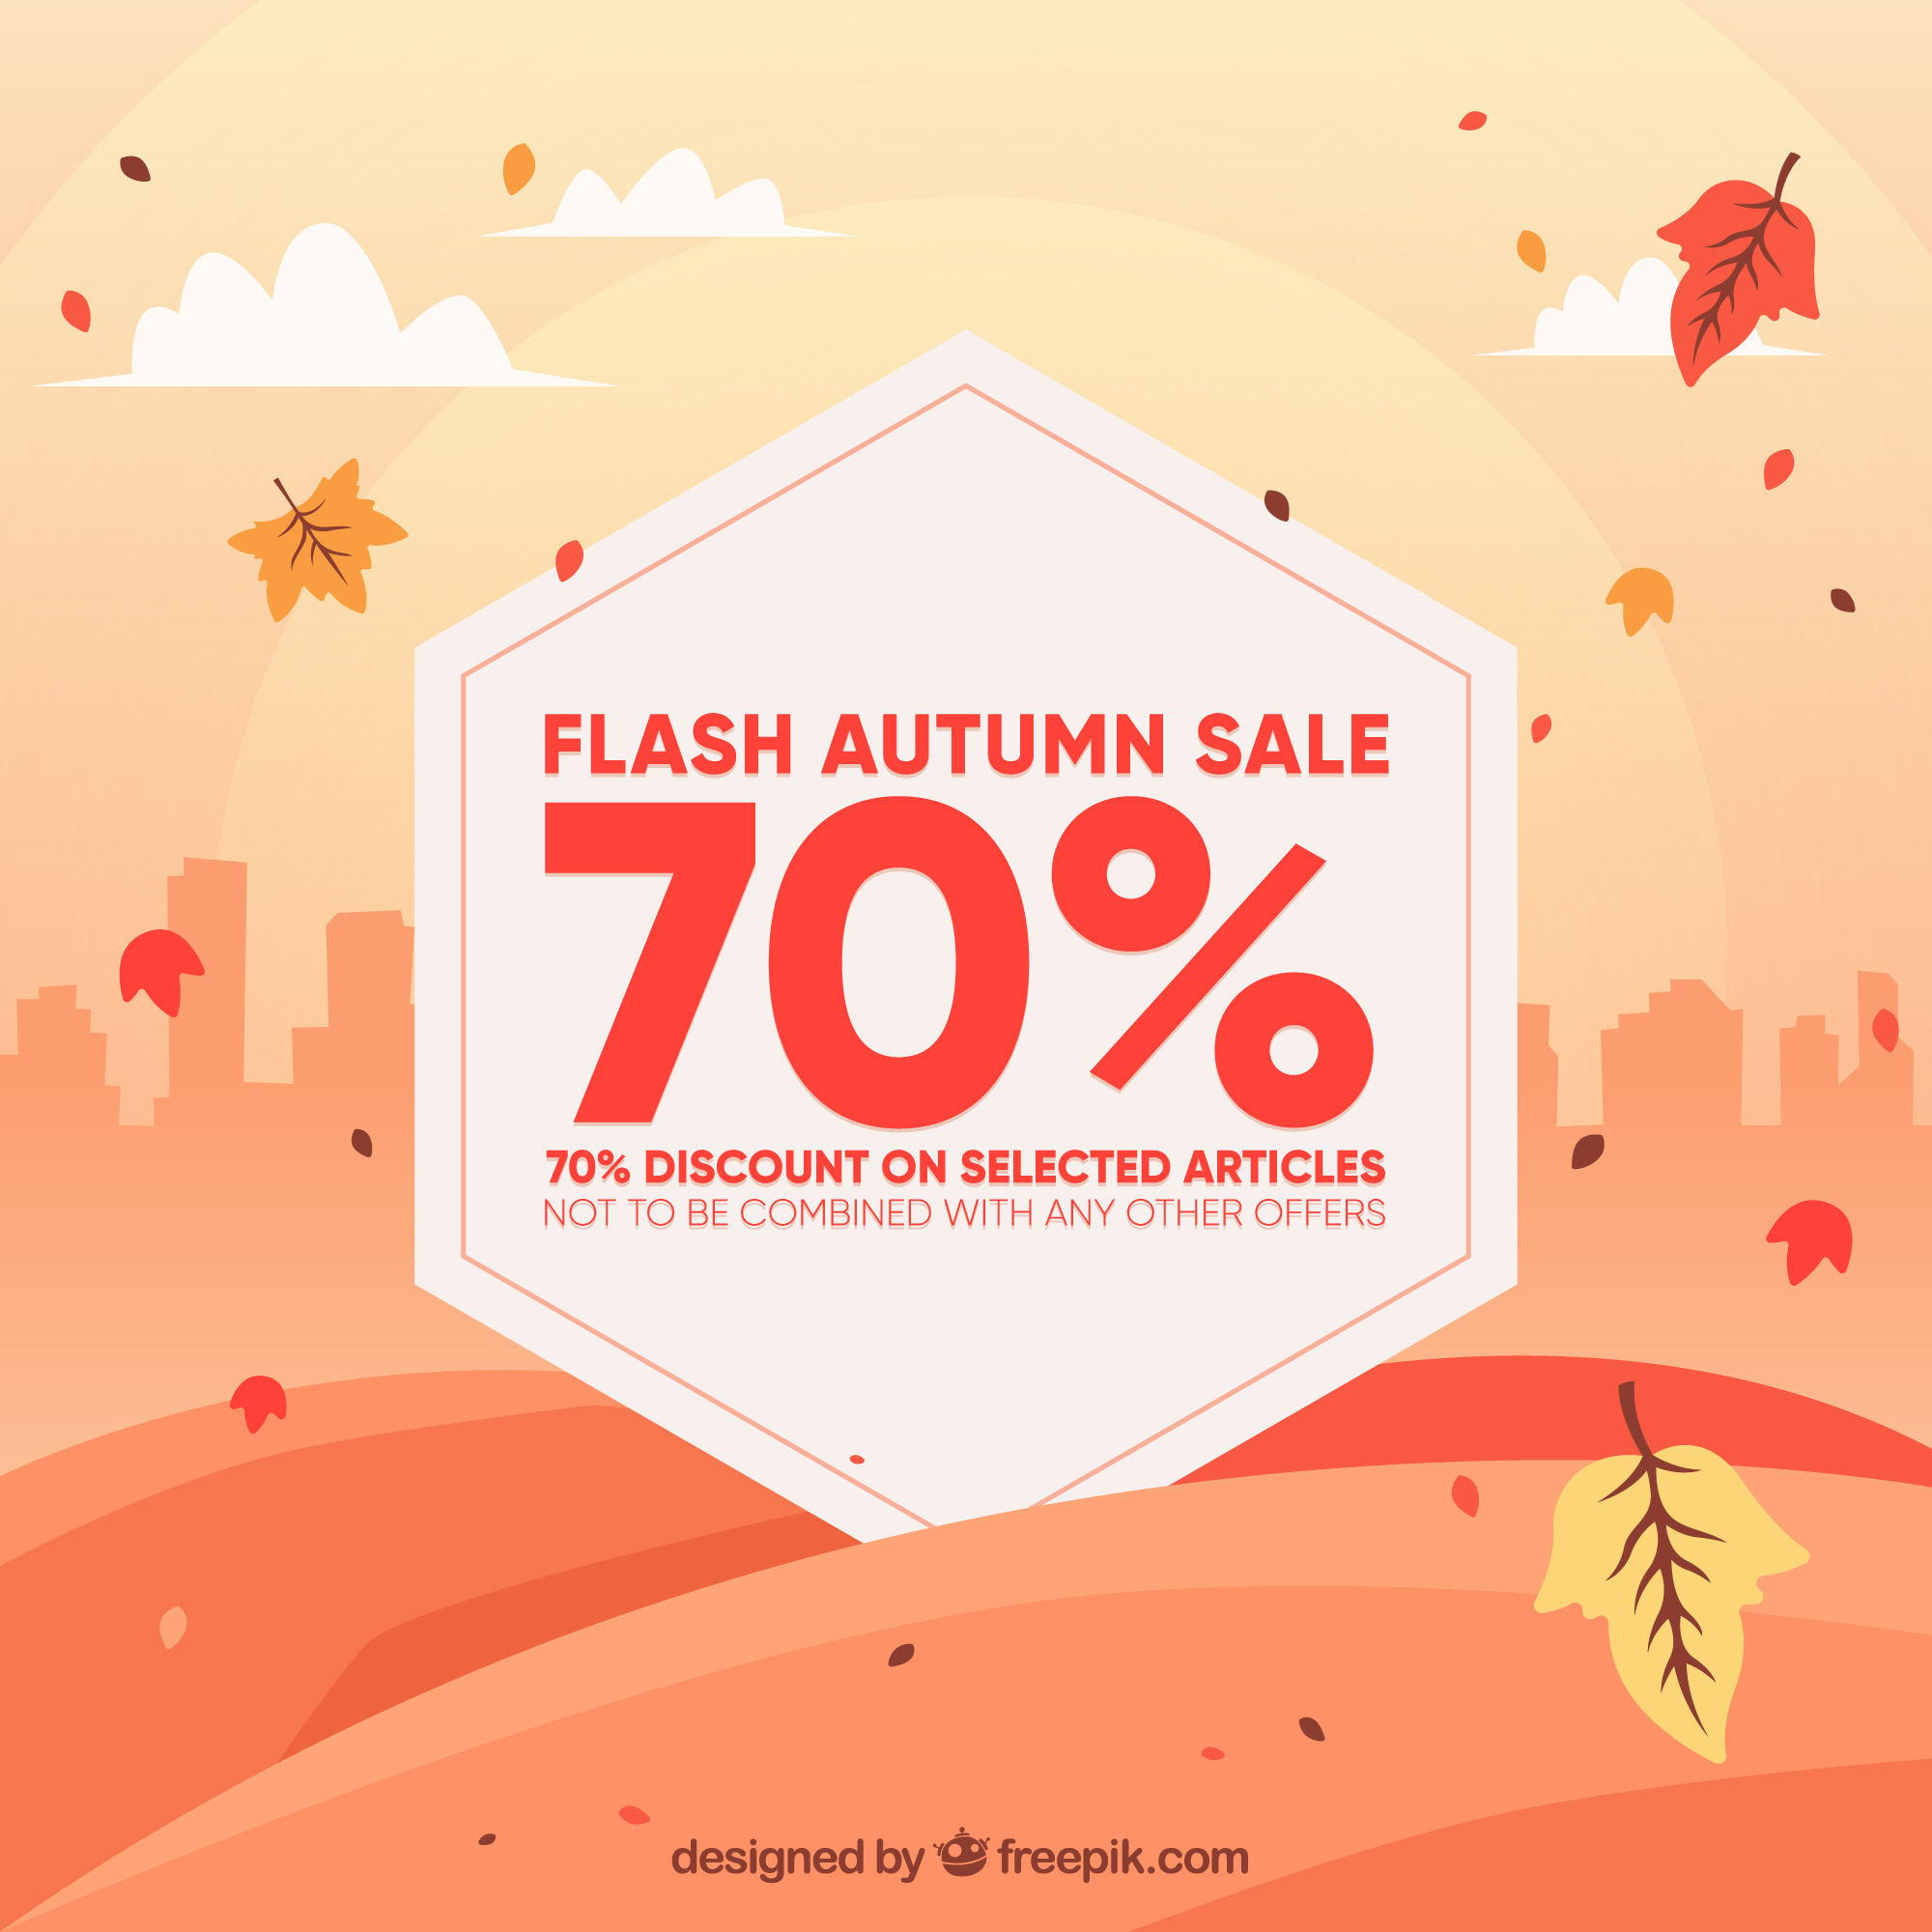 FLASH AUTUMN SALE
70%
70% DISCOUNT ON SELECTED ARTICLES
NOT TO BE COMBINED WITH ANY OTHER OFFERS
designed by freepik.com